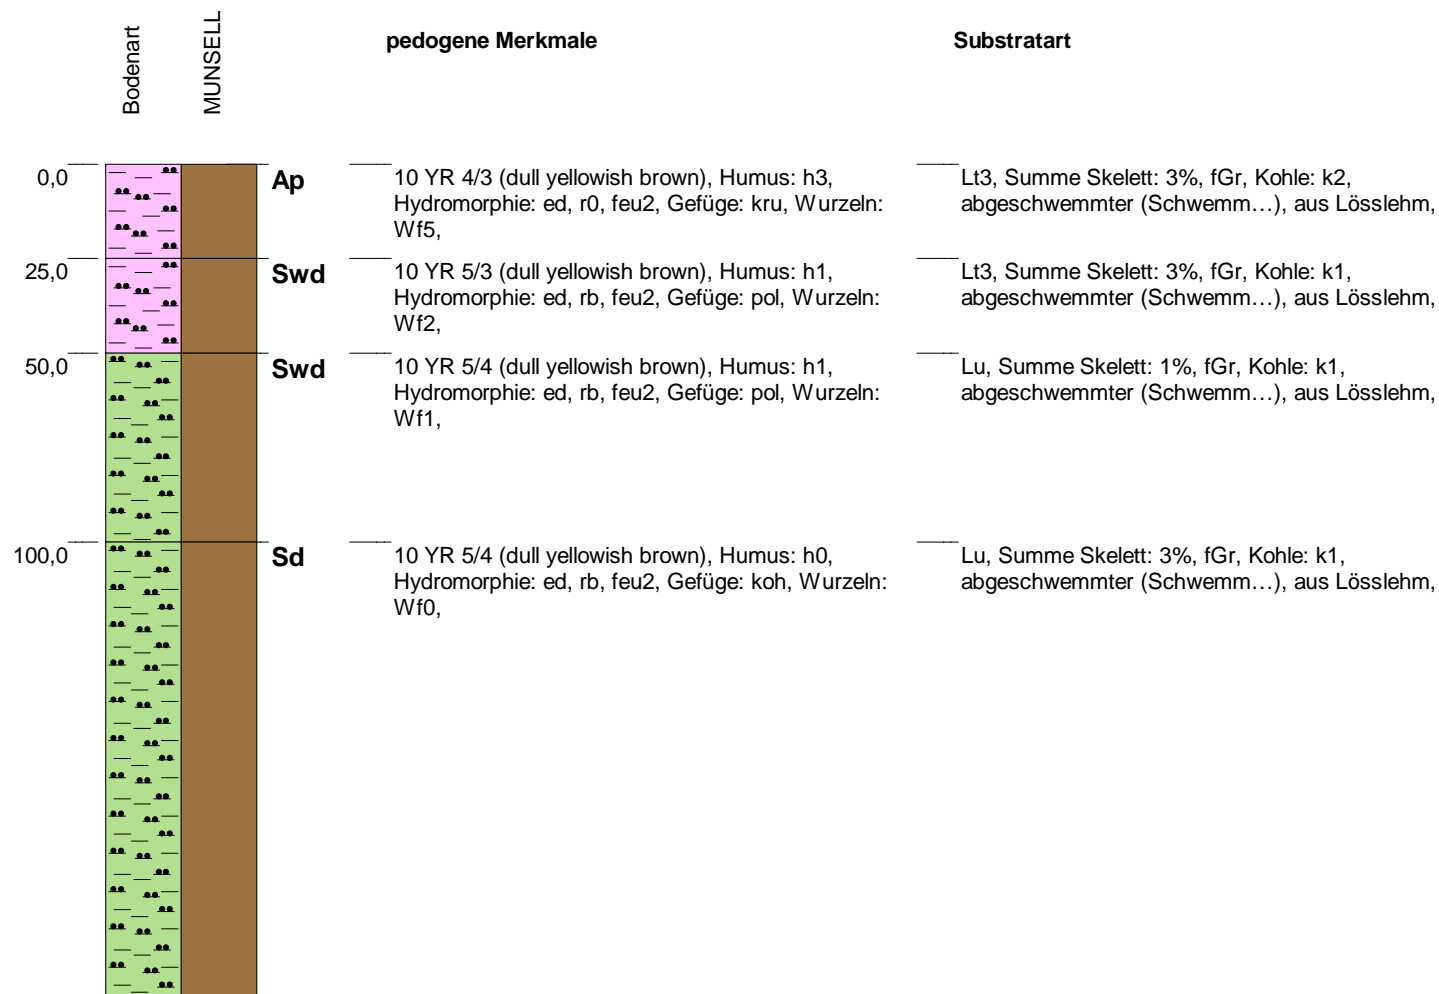 Bodenart
MUNSELL
pedogene Merkmale
Substratart
0,0
Ap
10 YR 4/3 (dull yellowish brown), Humus: h3,
Hydromorphie: ed, r0, feu2, Gefüge: kru, Wurzeln:
Wf5,
Lt3, Summe Skelett: 3%, fGr, Kohle: k2,
abgeschwemmter (Schwemm…), aus Lösslehm,
25,0
Swd
10 YR 5/3 (dull yellowish brown), Humus: h1,
Hydromorphie: ed, rb, feu2, Gefüge: pol, Wurzeln:
Wf2,
Lt3, Summe Skelett: 3%, fGr, Kohle: k1,
abgeschwemmter (Schwemm…), aus Lösslehm,
50,0
Swd
10 YR 5/4 (dull yellowish brown), Humus: h1,
Hydromorphie: ed, rb, feu2, Gefüge: pol, Wurzeln:
Wf1,
Lu, Summe Skelett: 1%, fGr, Kohle: k1,
abgeschwemmter (Schwemm…), aus Lösslehm,
100,0
Sd
10 YR 5/4 (dull yellowish brown), Humus: h0,
Hydromorphie: ed, rb, feu2, Gefüge: koh, Wurzeln:
Wf0,
Lu, Summe Skelett: 3%, fGr, Kohle: k1,
abgeschwemmter (Schwemm…), aus Lösslehm,